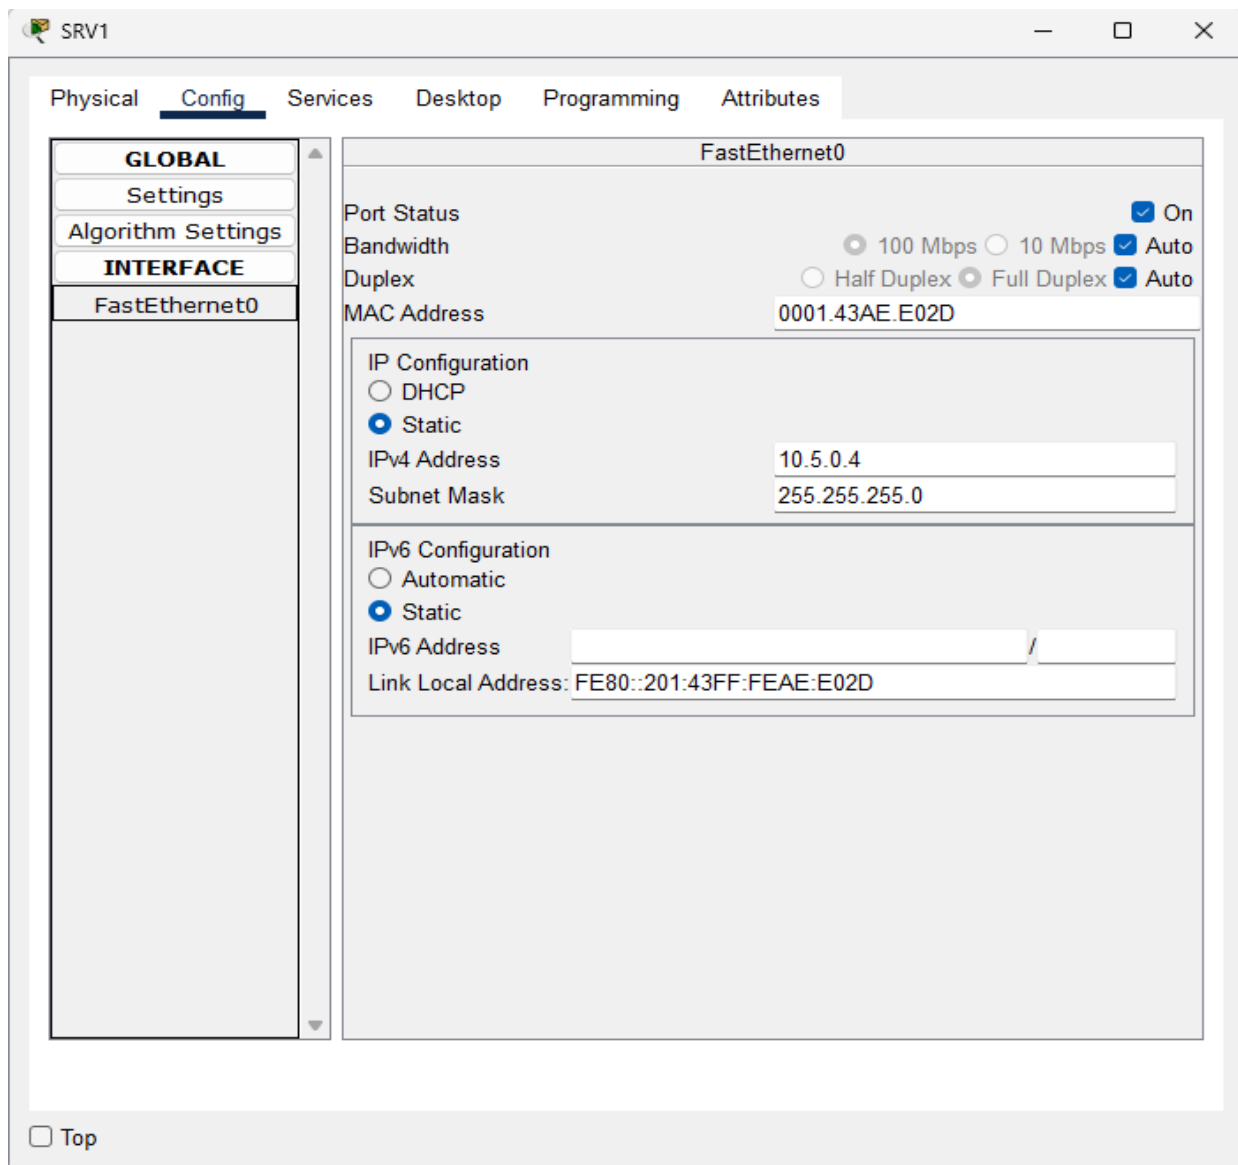 SRV1
Physical Config Services Desktop Programming Attributes
GLOBAL
Settings
Algorithm Settings
INTERFACE
FastEthernet0
FastEthernet0
Port Status On
Bandwidth 100 Mbps 10 Mbps Auto
Duplex Half Duplex Full Duplex Auto
MAC Address 0001.43AE.E02D
IP Configuration
DHCP
Static
IPv4 Address 10.5.0.4
Subnet Mask 255.255.255.0
IPv6 Configuration
Automatic
Static
IPv6 Address /
Link Local Address: FE80::201:43FF:FEAE:E02D
Top